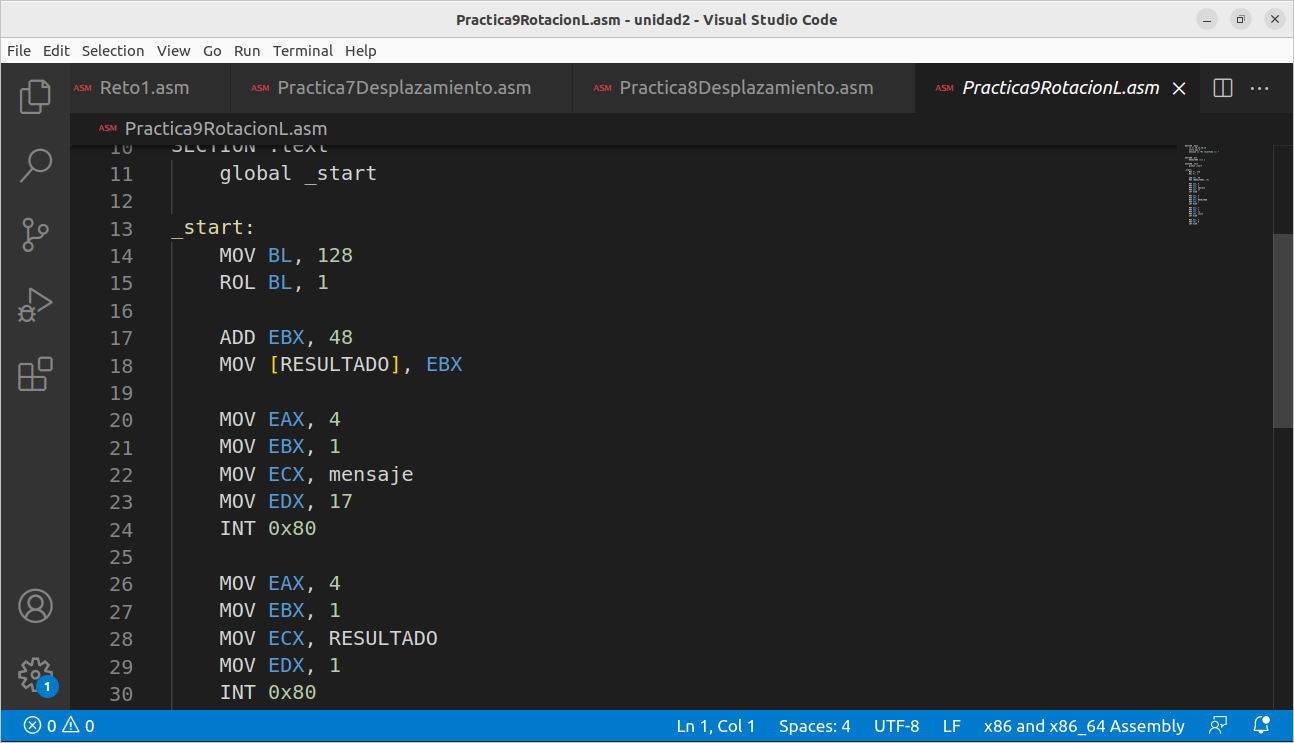 Practica9RotacionL.asm - unidad2 - Visual Studio Code
File Edit Selection View Go Run Terminal Help
ASM Reto1.asm ASM Practica7Desplazamiento.asm ASM Practica8Desplazamiento.asm ASM Practica9RotacionL.asm
ASM Practica9RotacionL.asm
10 SECTION .text
11 global _start
12
13 _start:
14 MOV BL, 128
15 ROL BL, 1
16
17 ADD EBX, 48
18 MOV [RESULTADO], EBX
19
20 MOV EAX, 4
21 MOV EBX, 1
22 MOV ECX, mensaje
23 MOV EDX, 17
24 INT 0x80
25
26 MOV EAX, 4
27 MOV EBX, 1
28 MOV ECX, RESULTADO
29 MOV EDX, 1
30 INT 0x80
1
0 0 Ln 1, Col 1 Spaces: 4 UTF-8 LF x86 and x86_64 Assembly